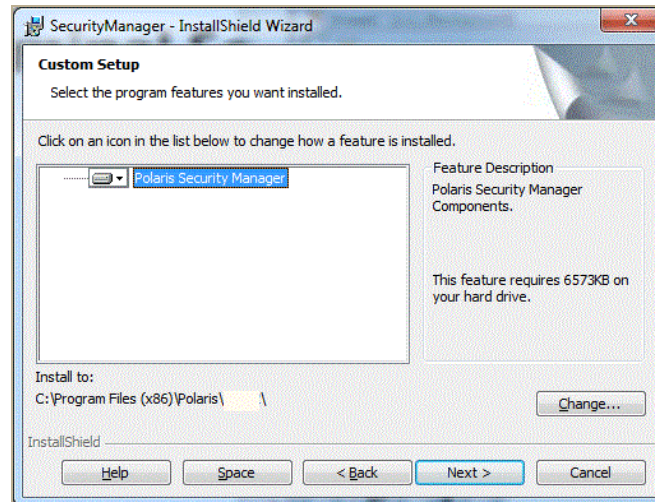 SecurityManager - InstallShield Wizard
Custom Setup
Select the program features you want installed.
Click on an icon in the list below to change how a feature is installed.
Polaris Security Manager
Feature Description
Polaris Security Manager
Components.
This feature requires 6573KB on
your hard drive.
Install to:
C:\Program Files (x86)\Polaris\ \
Change...
InstallShield
Help
Space
< Back
Next >
Cancel